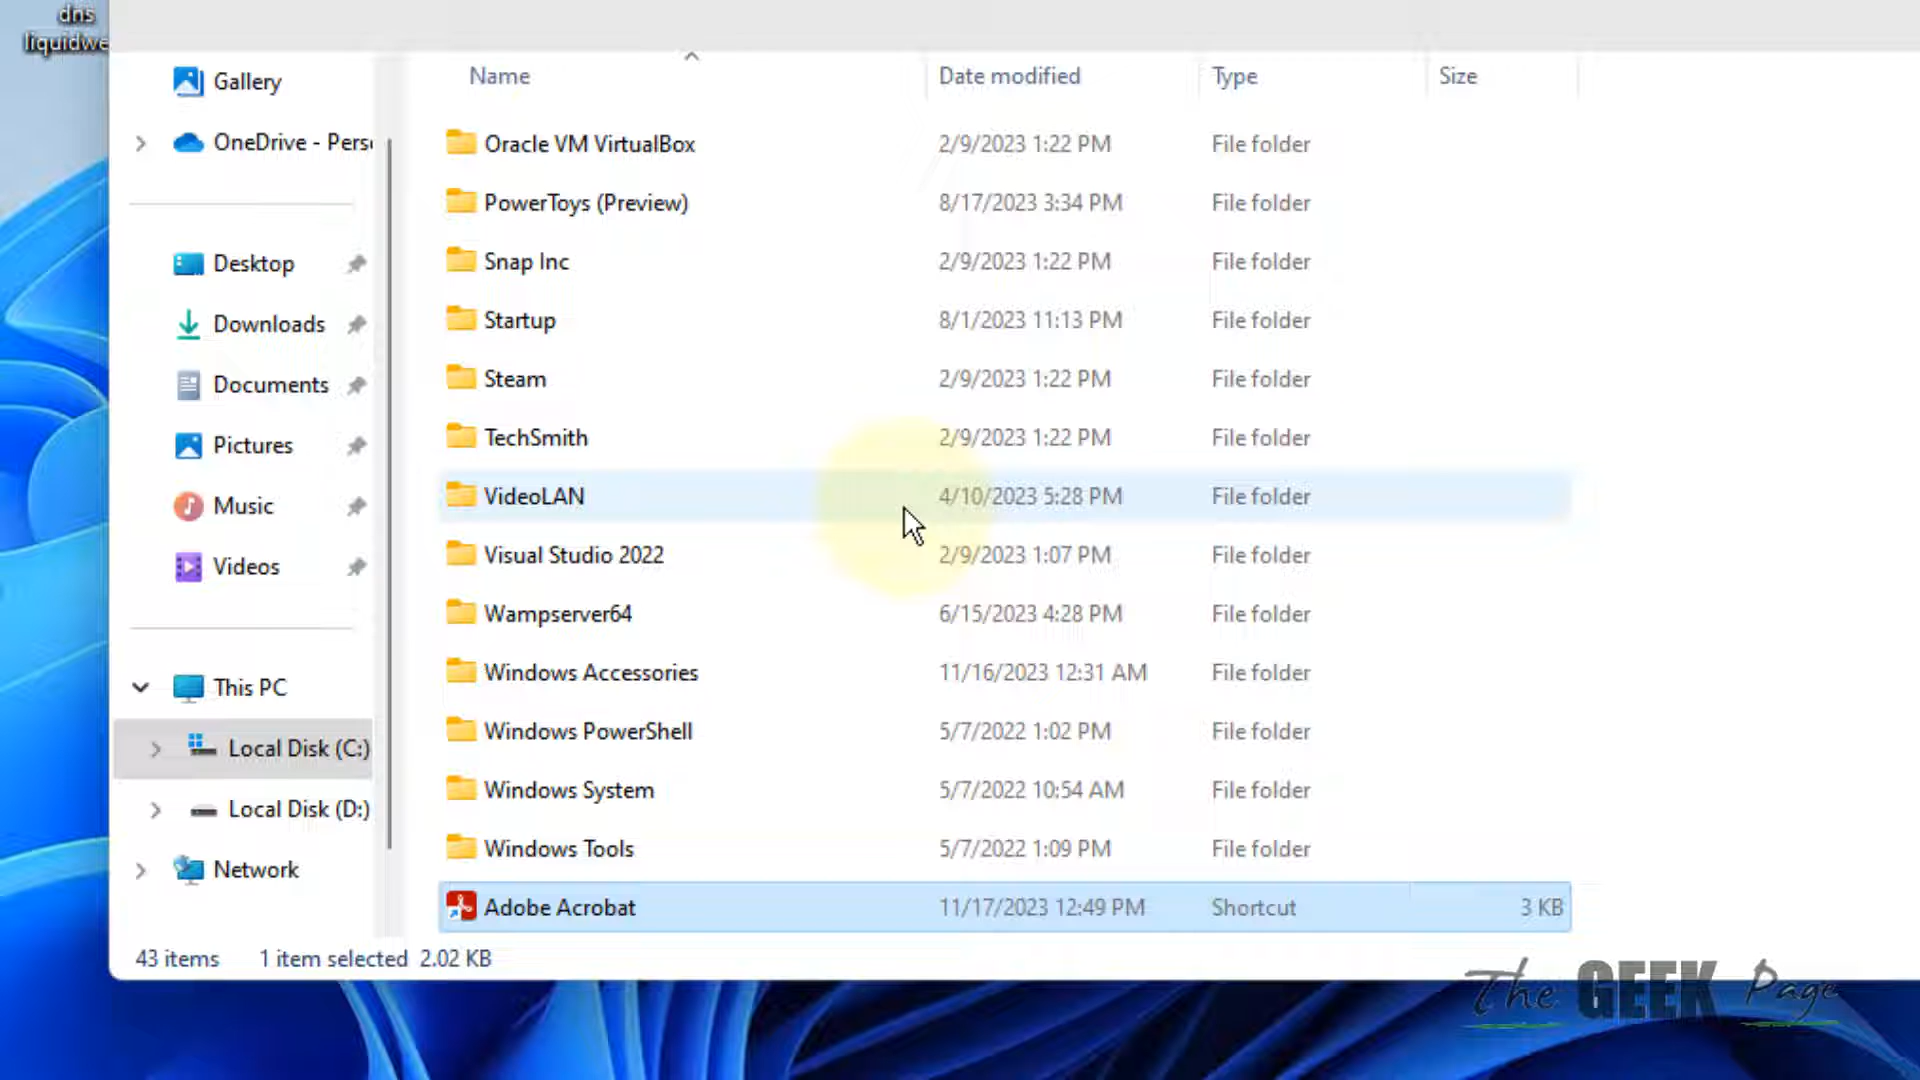 dns
liquidwe
Gallery
OneDrive - Pers
Desktop
Downloads
Documents
Pictures
Music
Videos
This PC
Local Disk (C:)
Local Disk (D:)
Network
Name Date modified Type Size
Oracle VM VirtualBox 2/9/2023 1:22 PM File folder
PowerToys (Preview) 8/17/2023 3:34 PM File folder
Snap Inc 2/9/2023 1:22 PM File folder
Startup 8/1/2023 11:13 PM File folder
Steam 2/9/2023 1:22 PM File folder
TechSmith 2/9/2023 1:22 PM File folder
VideoLAN 4/10/2023 5:28 PM File folder
Visual Studio 2022 2/9/2023 1:07 PM File folder
Wampserver64 6/15/2023 4:28 PM File folder
Windows Accessories 11/16/2023 12:31 AM File folder
Windows PowerShell 5/7/2022 1:02 PM File folder
Windows System 5/7/2022 10:54 AM File folder
Windows Tools 5/7/2022 1:09 PM File folder
Adobe Acrobat 11/17/2023 12:49 PM Shortcut 3 KB
43 items 1 item selected 2.02 KB
The GEEK Page